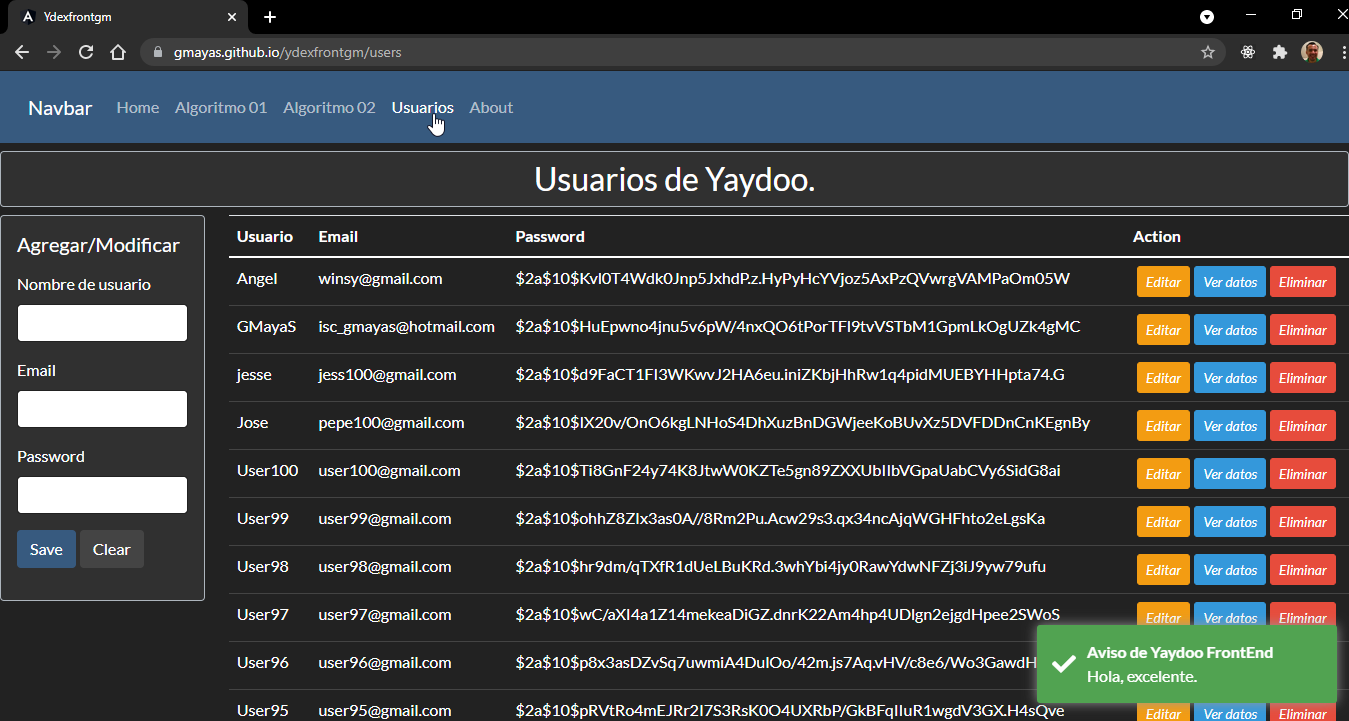 Ydexfrontgm
gmayas.github.io/ydexfrontgm/users
Navbar Home Algoritmo 01 Algoritmo 02 Usuarios About
Usuarios de Yaydoo.
Agregar/Modificar
Nombre de usuario
Email
Password
Save Clear
Usuario Email Password Action
Angel winsy@gmail.com $2a$10$Kvl0T4Wdk0Jnp5JxhdP.z.HyPyHcYVjoz5AxPzQVwrgVAMPaOm05W Editar Ver datos Eliminar
GMayaS isc_gmayas@hotmail.com $2a$10$HuEpwno4jnu5v6pW/4nxQO6tPorTFI9tvVSTbM1GpmLkOgUZk4gMC Editar Ver datos Eliminar
jesse jess100@gmail.com $2a$10$d9FaCT1FI3WKwvJ2HA6eu.iniZKbjHhRw1q4pidMUEBYHHpta74.G Editar Ver datos Eliminar
Jose pepe100@gmail.com $2a$10$IX20v/OnO6kgLNHoS4DhXuzBnDGWjeeKoBUvXz5DVFDDnCnKEgnBy Editar Ver datos Eliminar
User100 user100@gmail.com $2a$10$Ti8GnF24y74K8JtwW0KZTe5gn89ZXXUbIIbVGpaUabCVy6SidG8ai Editar Ver datos Eliminar
User99 user99@gmail.com $2a$10$ohhZ8ZIx3as0A//8Rm2Pu.Acw29s3.qx34ncAjqWGHFhto2eLgsKa Editar Ver datos Eliminar
User98 user98@gmail.com $2a$10$hr9dm/qTXfR1dUeLBuKRd.3whYbi4jy0RawYdwNFZj3iJ9yw79ufu Editar Ver datos Eliminar
User97 user97@gmail.com $2a$10$wC/aXI4a1Z14mekeaDiGZ.dnrK22Am4hp4UDIgn2ejgdHpee2SWoS Editar Ver datos Eliminar
User96 user96@gmail.com $2a$10$p8x3asDZvSq7uwmiA4DuIOo/42m.js7Aq.vHV/c8e6/Wo3GawdH
User95 user95@gmail.com $2a$10$pRVtRo4mEJRr2I7S3RsK0O4UXRbP/GkBFqIIuR1wgdV3GX.H4sQve Editar Ver datos Eliminar
Aviso de Yaydoo FrontEnd
Hola, excelente.